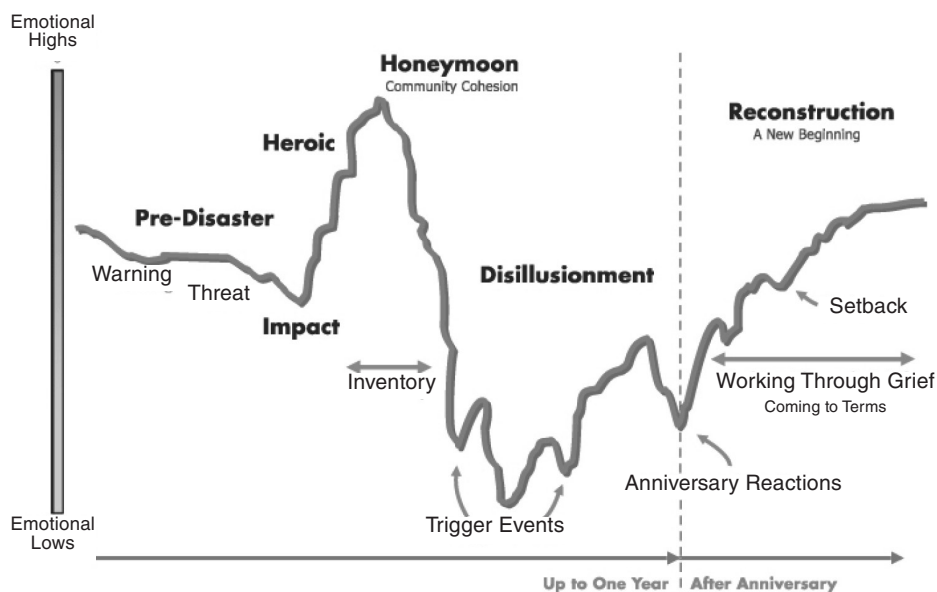 Emotional
Highs
Honeymoon
Community Cohesion
Reconstruction
A New Beginning
Heroic
Pre-Disaster
Warning
Threat
Disillusionment
Setback
Impact
Inventory
Working Through Grief
Coming to Terms
Anniversary Reactions
Trigger Events
Emotional
Lows
Up to One Year
After Anniversary